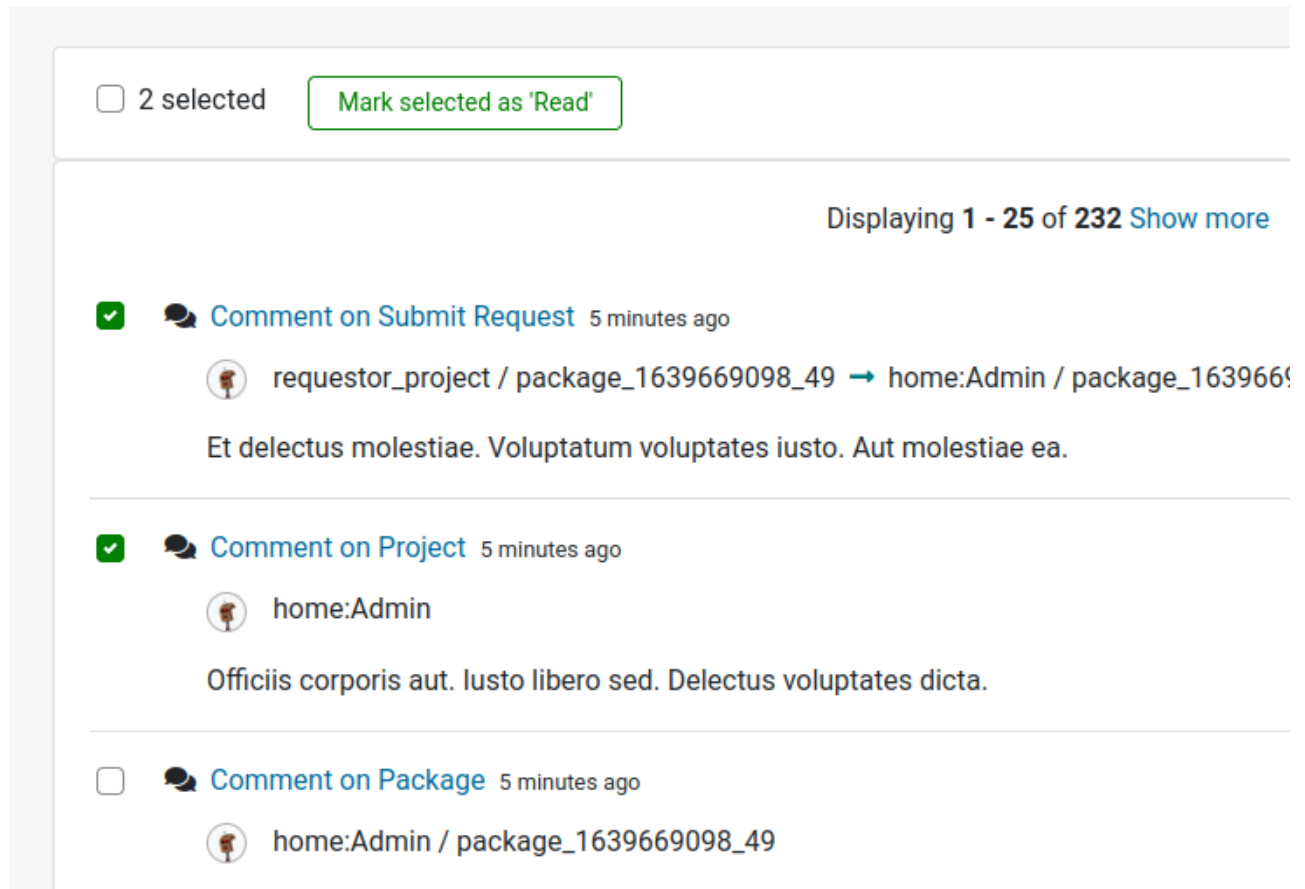 2 selected Mark selected as 'Read'
Displaying 1 - 25 of 232 Show more
Comment on Submit Request 5 minutes ago
requestor_project / package_1639669098_49 → home:Admin / package_163966
Et delectus molestiae. Voluptatum voluptates iusto. Aut molestiae ea.
Comment on Project 5 minutes ago
home:Admin
Officiis corporis aut. Iusto libero sed. Delectus voluptates dicta.
Comment on Package 5 minutes ago
home:Admin / package_1639669098_49